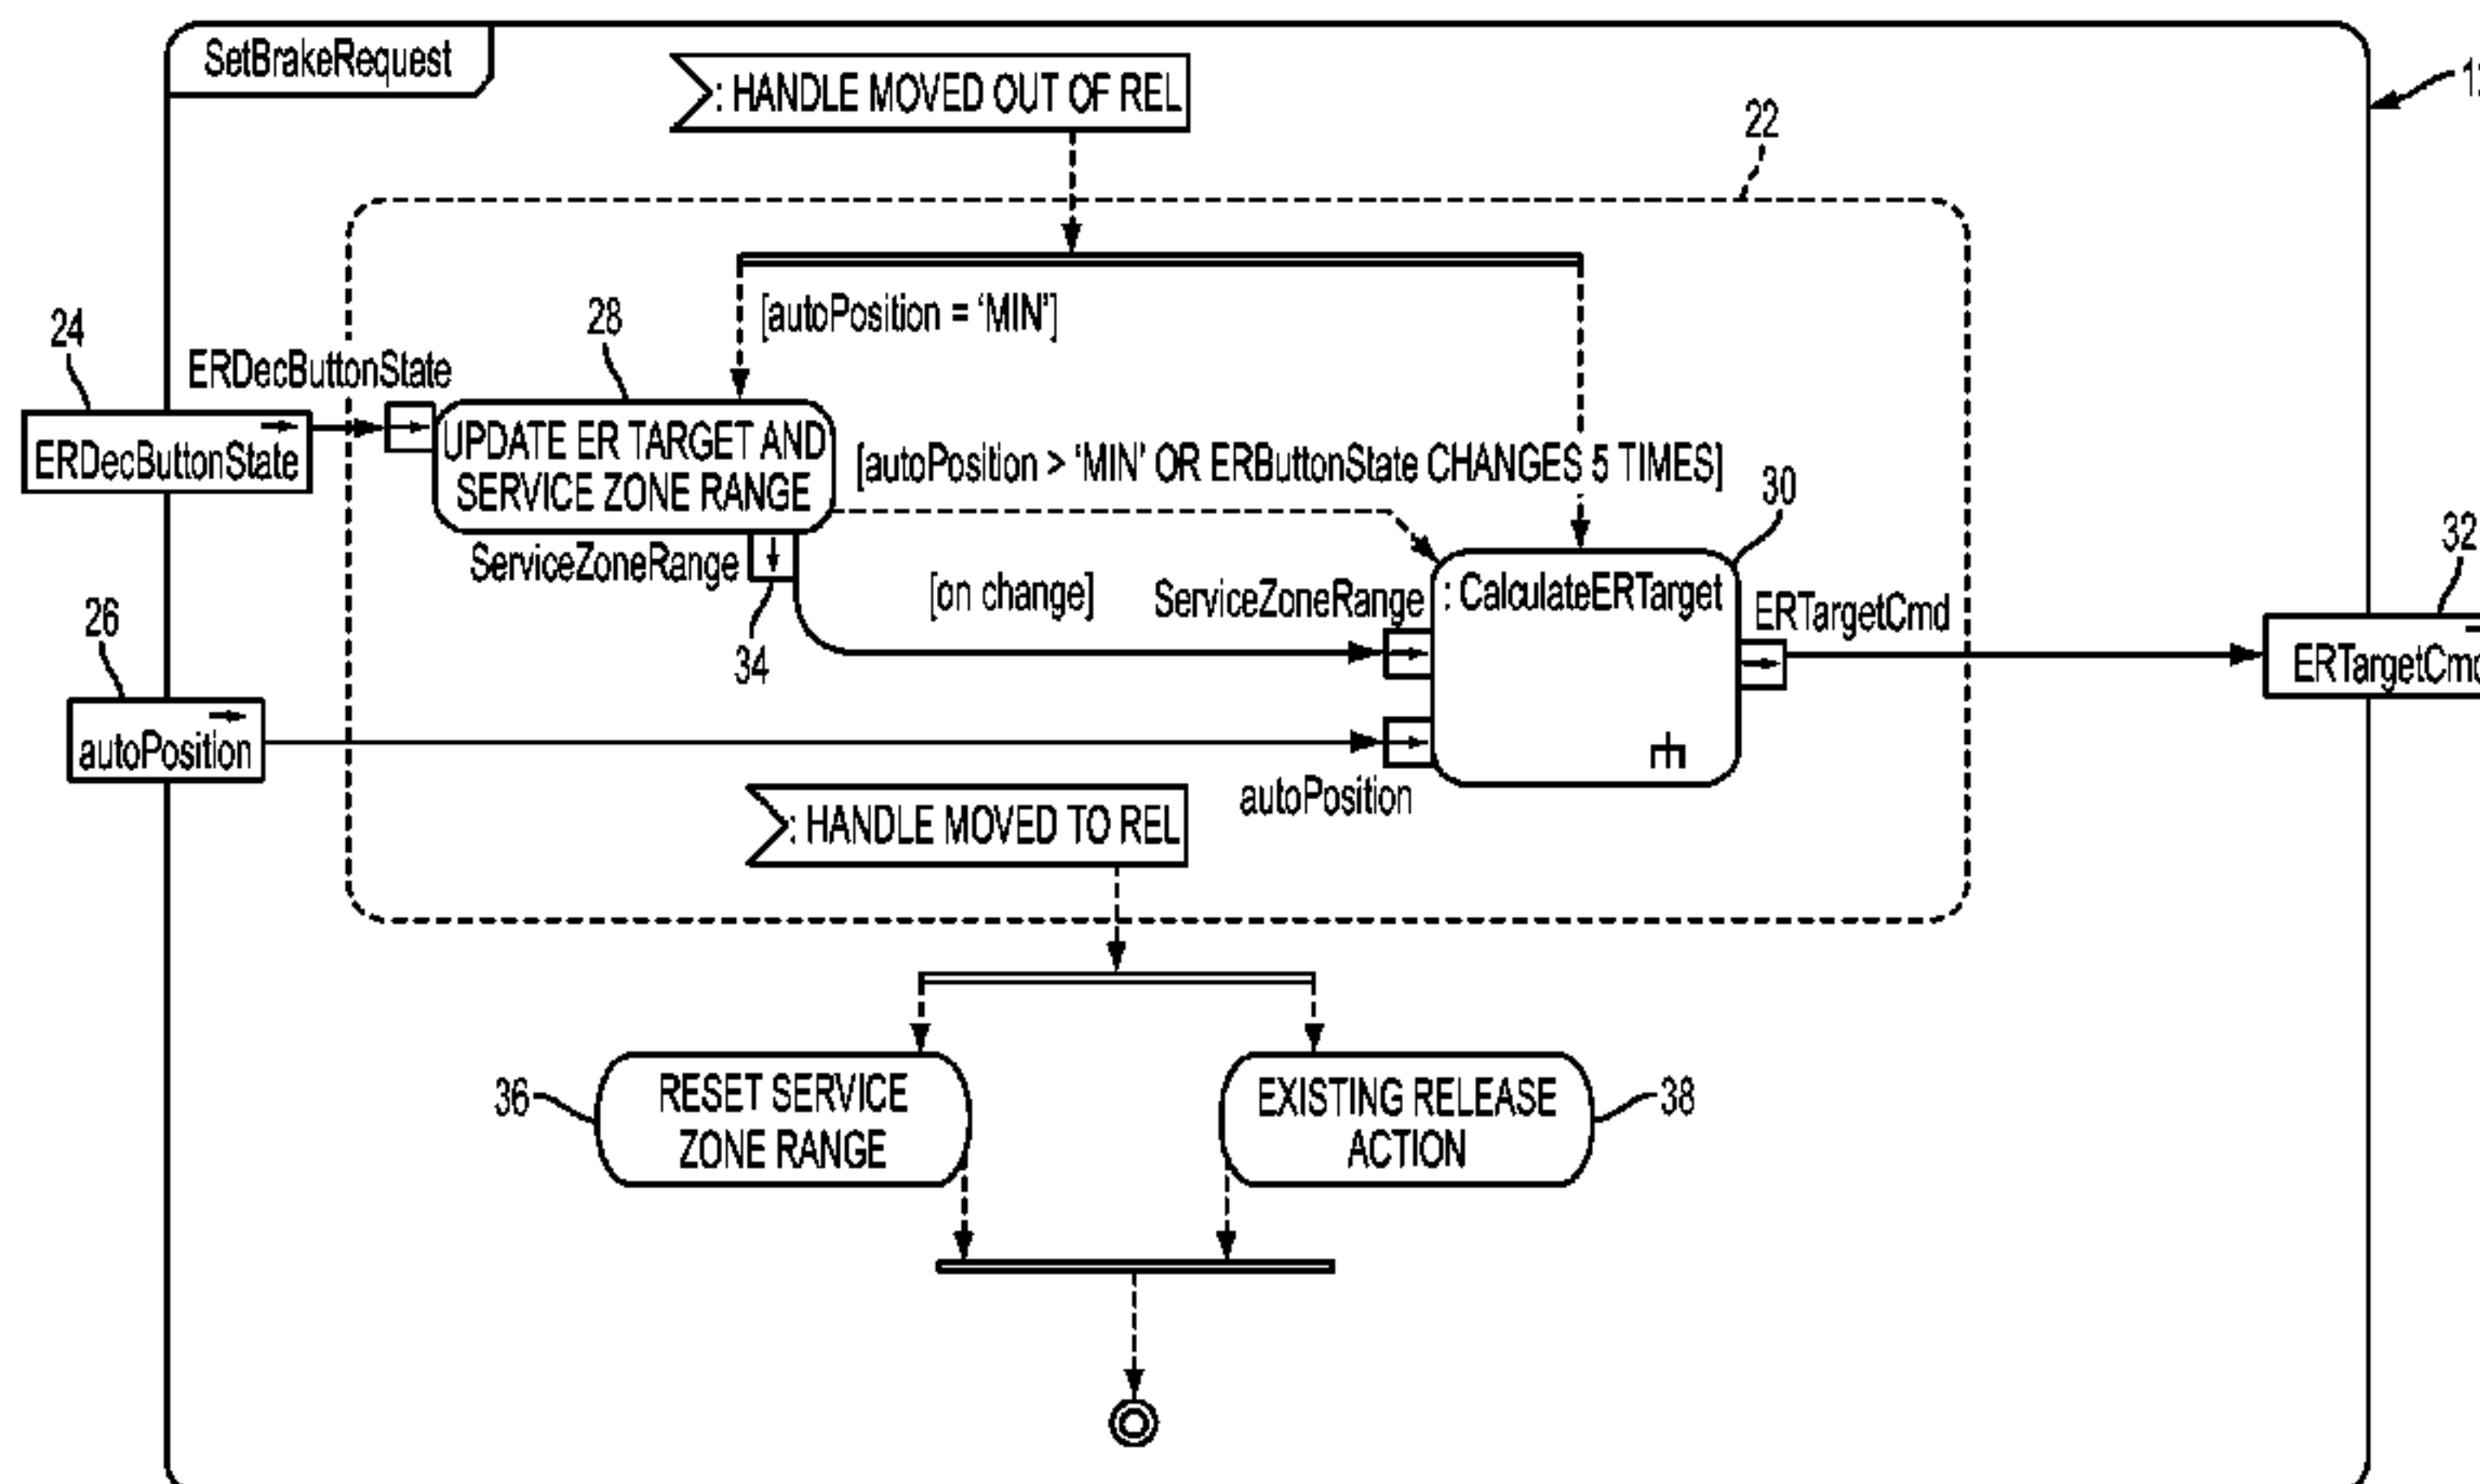 SetBrakeRequest
: HANDLE MOVED OUT OF REL
22
[autoPosition = ‘MIN’]
24
28
ERDecButtonState
ERDecButtonState
UPDATE ER TARGET AND
SERVICE ZONE RANGE
[autoPosition > ‘MIN’ OR ERButtonState CHANGES 5 TIMES]
30
32
ServiceZoneRange
[on change]
ServiceZoneRange
: CalculateERTarget
ERTargetCmd
26
34
ERTargetCmd
autoPosition
autoPosition
: HANDLE MOVED TO REL
36
RESET SERVICE
ZONE RANGE
EXISTING RELEASE
ACTION
38